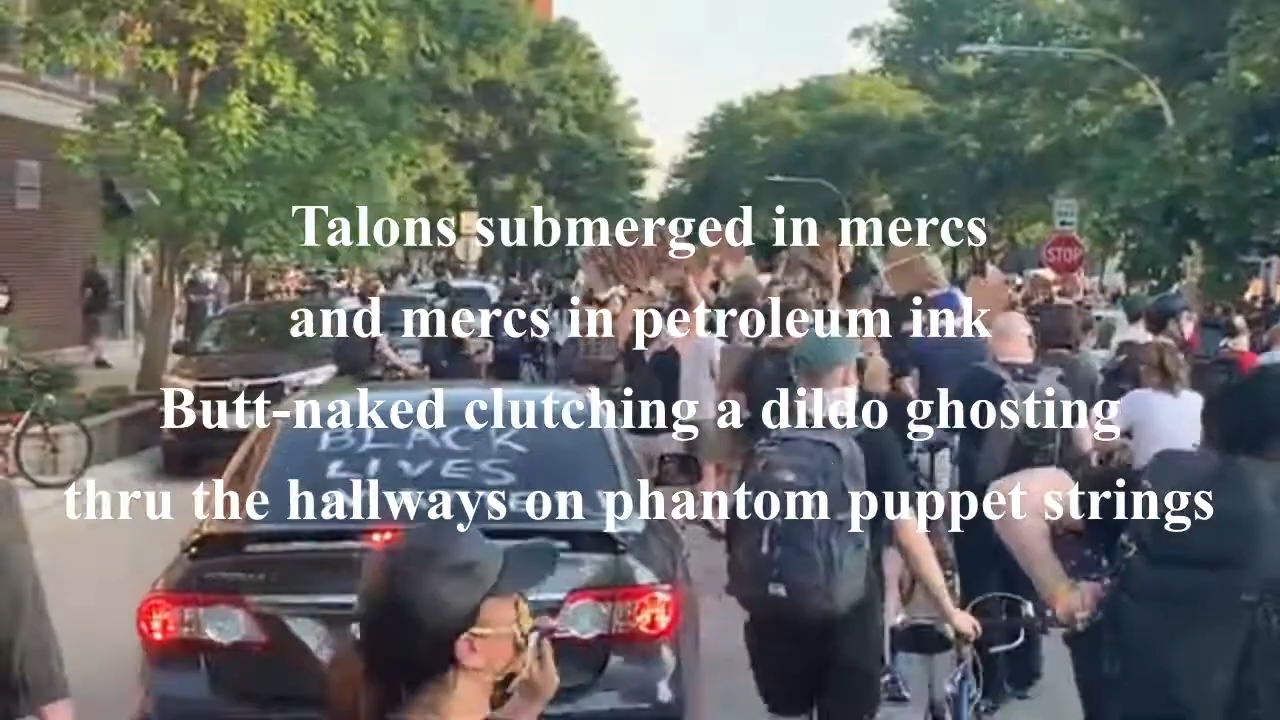 Talons submerged in mercs
and mercs in petroleum ink
Butt-naked clutching a dildo ghosting
thru the hallways on phantom puppet strings
BLACK
LIVES
STOP